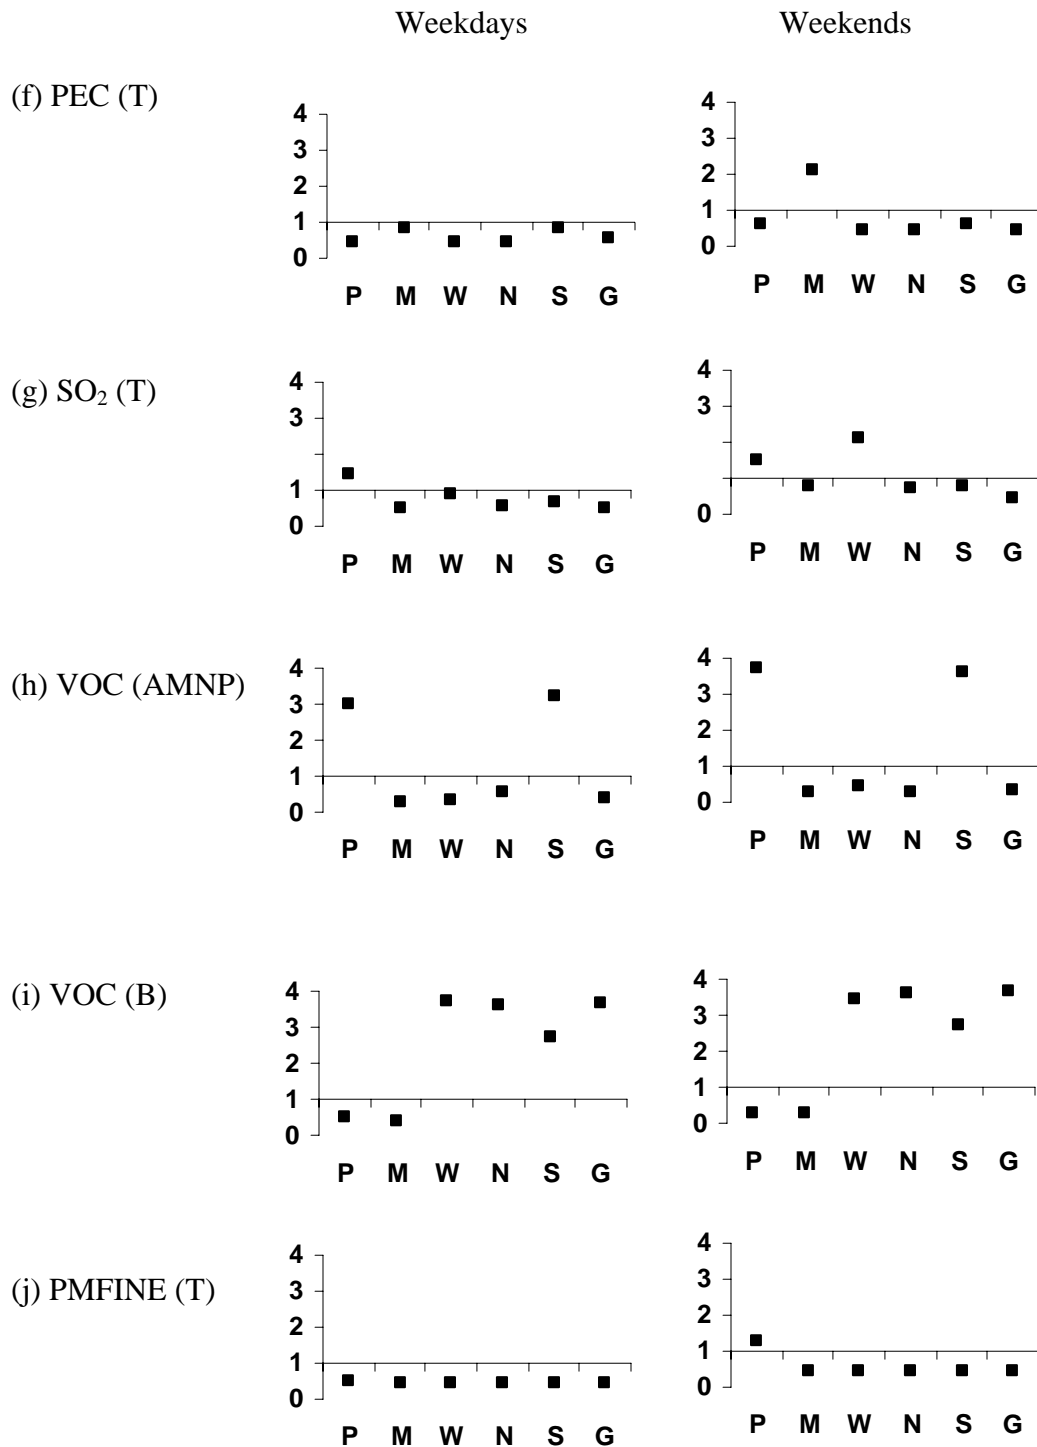 Weekdays Weekends
(f) PEC (T)
4 4
3 3
2 2
1 1
0 0
P M W N S G P M W N S G
(g) SO₂ (T)
4 4
3 3
1
0 0
P M W N S G P M W N S G
(h) VOC (AMNP)
4 4
3 3
2 2
1 1
0 0
P M W N S G P M W N S G
(i) VOC (B)
4 4
3 3
2 2
1 1
0 0
P M W N S G P M W N S G
(j) PMFINE (T)
4 4
3 3
2 2
1 1
0 0
P M W N S G P M W N S G